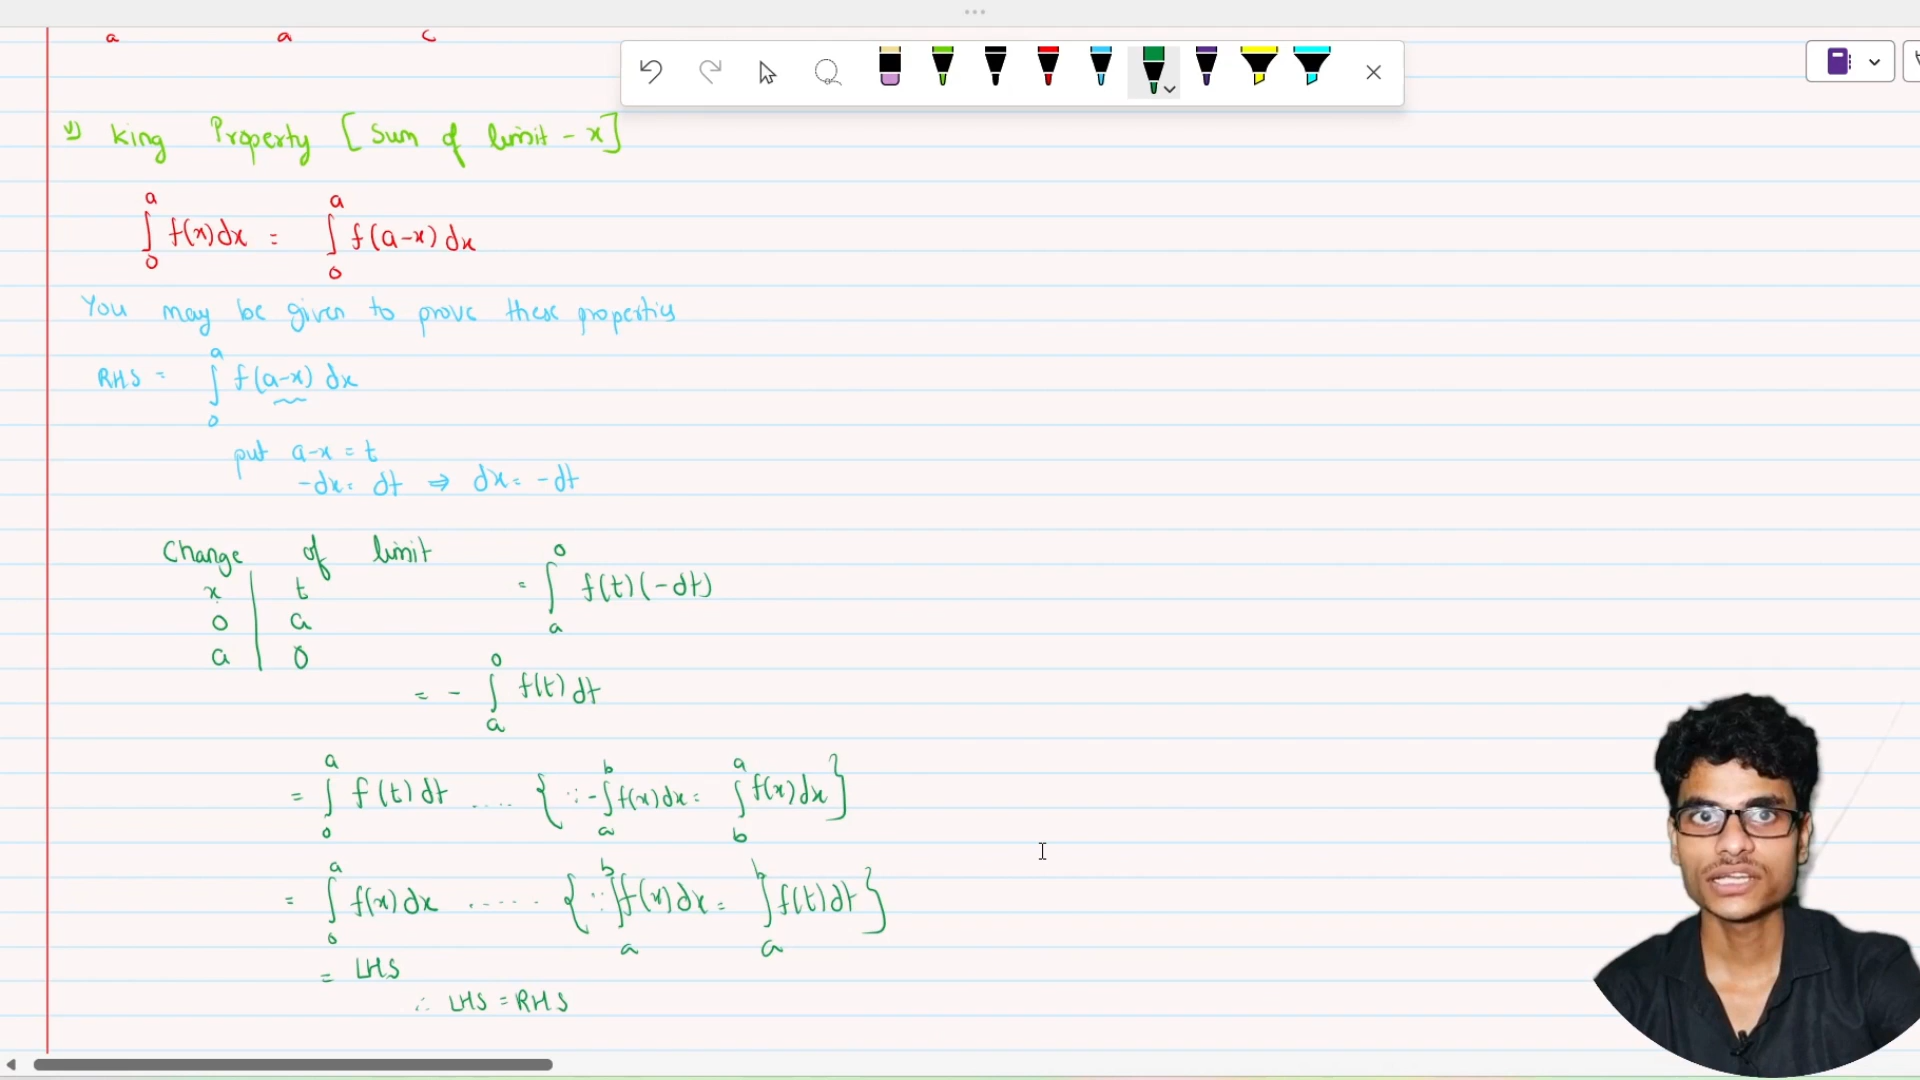 a a c
v) King Property [Sum of limit - x]
∫₀ᵃ f(x)dx = ∫₀ᵃ f(a-x) dx
You may be given to prove these properties
RHS = ∫₀ᵃ f(a-x) dx
put a-x = t
-dx = dt ⇒ dx = -dt
Change of limit
x | t
0 | a
a | 0
= ∫ₐ⁰ f(t)(-dt)
= - ∫ₐ⁰ f(t) dt
= ∫₀ᵃ f(t) dt .... {∵ -∫ₐᵇ f(x)dx = ∫_bᵃ f(x)dx}
= ∫₀ᵃ f(x) dx ...... {∵ ∫ₐᵇ f(x)dx = ∫ₐᵇ f(t)dt}
= LHS
∴ LHS = RHS